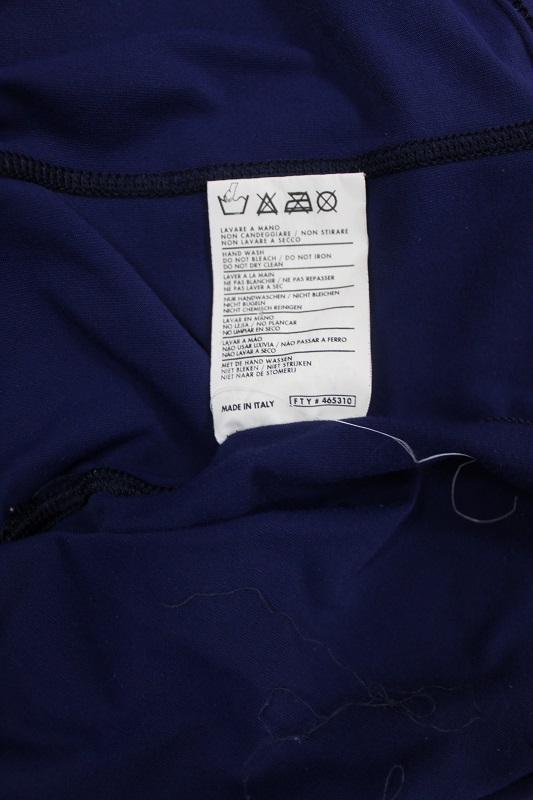 LAVARE A MANO
NON CANDEGGIARE / NON STIRARE
NON LAVARE A SECCO
HAND WASH
DO NOT BLEACH / DO NOT IRON
DO NOT DRY CLEAN
LAVER A LA MAIN
NE PAS BLANCHIR / NE PAS REPASSER
NE PAS LAVER A SEC
NUR HANDWASCHEN / NICHT BLEICHEN
NICHT BUGELN
NICHT CHEMISCH REINIGEN
LAVAR EN MANO
NO LEJIA / NO PLANCAR
NO LIMPIAR EN SECO
LAVAR A MÃO
NÃO USAR LIXIVIA / NÃO PASSAR A FERRO
NÃO LAVAR A SECO
MET DE HAND WASSEN
NIET BLEKEN / NIET STRIJKEN
NIET NAAR DE STOMERIJ
MADE IN ITALY FTY # 465310